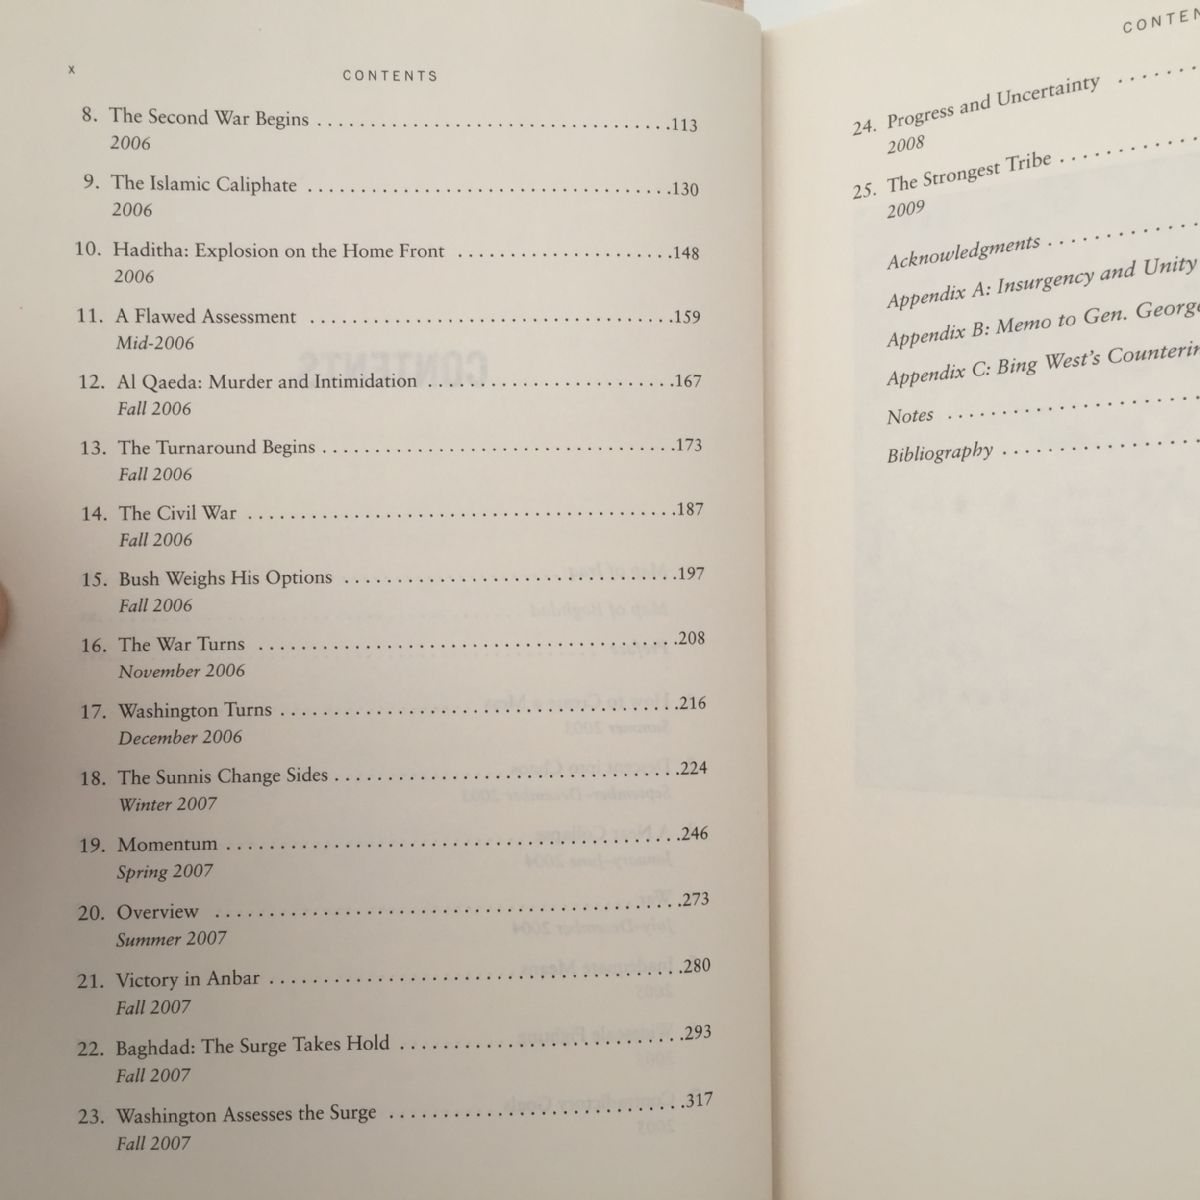 x
CONTENTS
8. The Second War Begins ..................................113
2006
9. The Islamic Caliphate ..................................130
2006
10. Haditha: Explosion on the Home Front ....................148
2006
11. A Flawed Assessment ..................................159
Mid-2006
12. Al Qaeda: Murder and Intimidation .......................167
Fall 2006
13. The Turnaround Begins .................................173
Fall 2006
14. The Civil War ........................................187
Fall 2006
15. Bush Weighs His Options ...............................197
Fall 2006
16. The War Turns .......................................208
November 2006
17. Washington Turns .....................................216
December 2006
18. The Sunnis Change Sides ................................224
Winter 2007
19. Momentum ..........................................246
Spring 2007
20. Overview ...........................................273
Summer 2007
21. Victory in Anbar ......................................280
Fall 2007
22. Baghdad: The Surge Takes Hold ..........................293
Fall 2007
23. Washington Assesses the Surge ...........................317
Fall 2007
24. Progress and Uncertainty .......
2008
25. The Strongest Tribe ...........
2009
Acknowledgments ............
Appendix A: Insurgency and Unity
Appendix B: Memo to Gen. George
Appendix C: Bing West's
Notes ......................
Bibliography .................